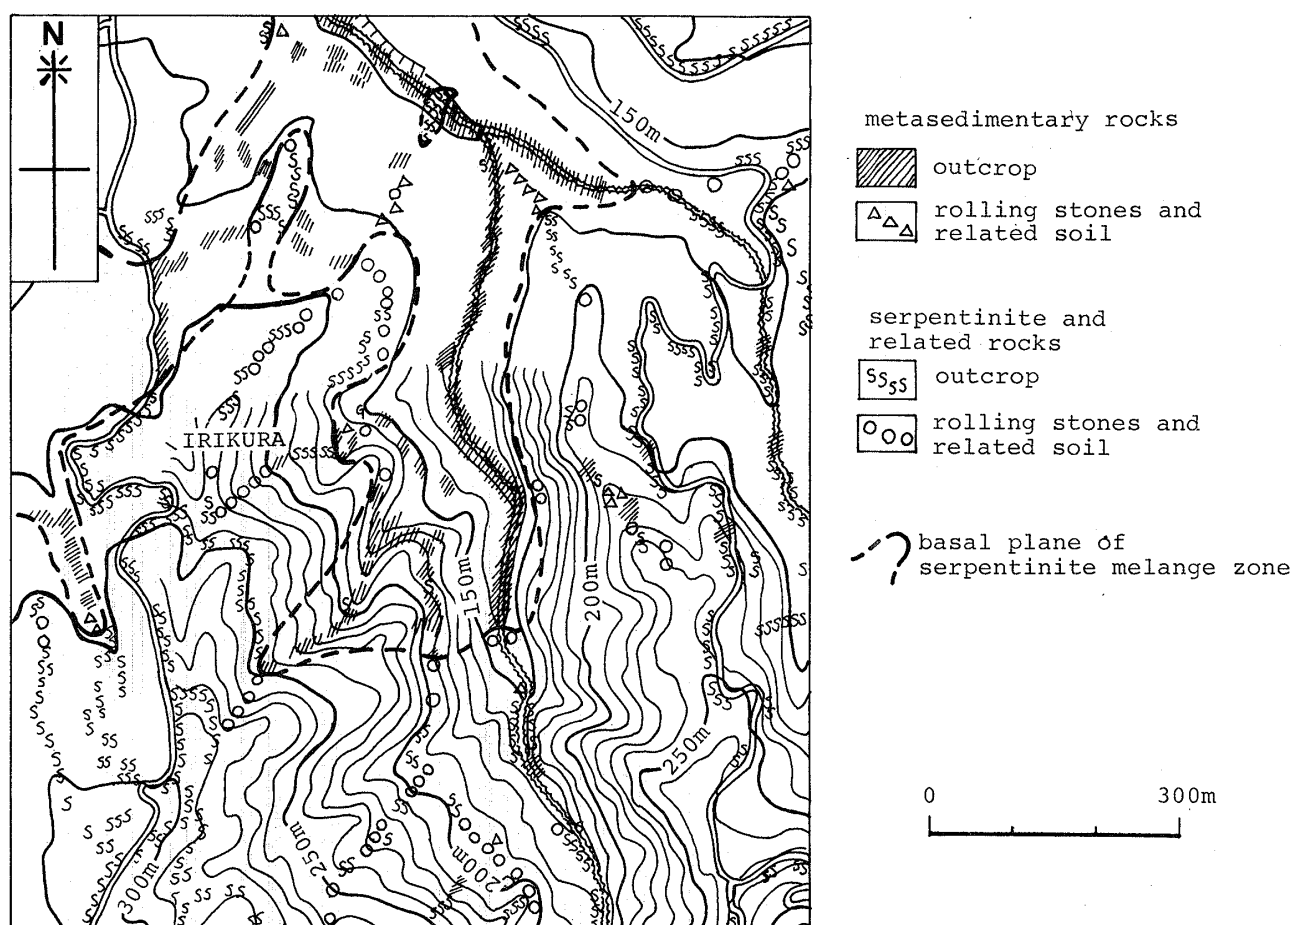 N
150m
IRIKURA
150m
200m
250m
250m
200m
300m
metasedimentary rocks
outcrop
rolling stones and
related soil
serpentinite and
related rocks
outcrop
rolling stones and
related soil
basal plane of
serpentinite melange zone
0 300m